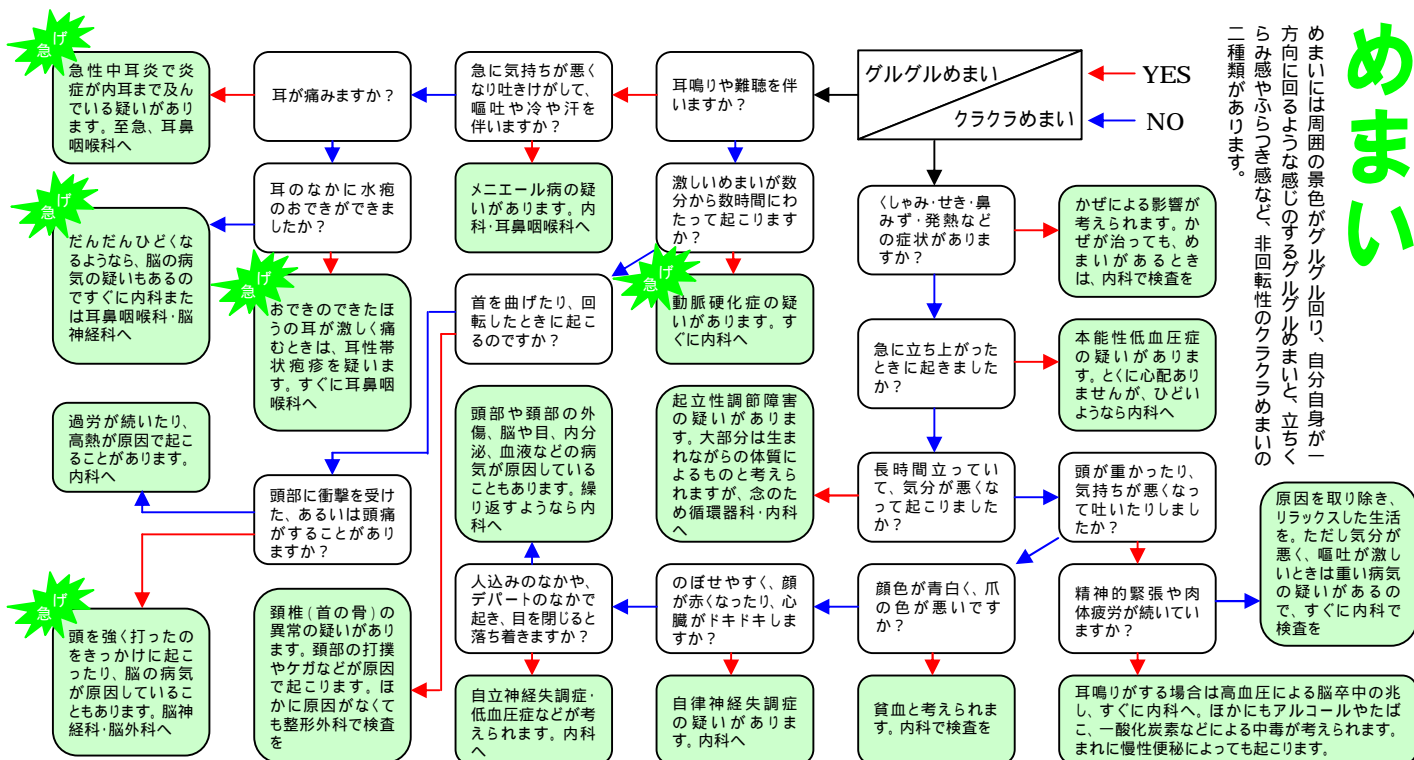 めまい
めまいには周囲の景色がグルグル回り、自分自身が一
方向に回るような感じのするグルグルめまいと、立ちく
らみ感やふらつき感など、非回転性のクラクラめまいの
二種類があります。
YES
NO
グルグルめまい
クラクラめまい
耳鳴りや難聴を伴
いますか？
急に気持ちが悪く
なり吐きけがして、
嘔吐や冷や汗を
伴いますか？
耳が痛みますか？
急げ
急性中耳炎で炎
症が内耳まで及ん
でいる疑いがあり
ます。至急、耳鼻
咽喉科へ
激しいめまいが数
分から数時間にわ
たって起こります
か？
メニエール病の疑
いがあります。内
科・耳鼻咽喉科へ
耳のなかに水疱
のおできができま
したか？
急げ
だんだんひどくな
るようなら、脳の病
気の疑いもあるの
ですぐに内科また
は耳鼻咽喉科・脳
神経科へ
急げ
おできのできたほ
うの耳が激しく痛
むときは、耳性帯
状疱疹を疑いま
す。すぐに耳鼻咽
喉科へ
急げ
動脈硬化症の疑
いがあります。す
ぐに内科へ
首を曲げたり、回
転したときに起こ
るのですか？
くしゃみ・せき・鼻
みず・発熱など
の症状がありま
すか？
かぜによる影響が
考えられます。か
ぜが治っても、め
まいがあるとき
は、内科で検査を
急に立ち上がった
ときに起きました
か？
本能性低血圧症
の疑いがありま
す。とくに心配あり
ませんが、ひどい
ようなら内科へ
長時間立ってい
て、気分が悪くな
って起こりました
か？
起立性調節障害
の疑いがありま
す。大部分は生ま
れながらの体質に
よるものと考えら
れますが、念のた
め循環器科・内科
へ
頭部や頚部の外
傷、脳や目、内分
泌、血液などの病
気が原因している
こともあります。繰
り返すようなら内
科へ
過労が続いたり、
高熱が原因で起こ
ることがあります。
内科へ
頭部に衝撃を受け
た、あるいは頭痛
がすることがあり
ますか？
急げ
頭を強く打ったの
をきっかけに起こ
ったり、脳の病気
が原因しているこ
ともあります。脳神
経科・脳外科へ
頚椎（首の骨）の
異常の疑いがあり
ます。頚部の打撲
やケガなどが原因
で起こります。ほ
かに原因がなくて
も整形外科で検査
を
頭が重かったり、
気持ちが悪くなっ
て吐いたりしまし
たか？
原因を取り除き、
リラックスした生活
を。ただし気分が
悪く、嘔吐が激し
いときは重い病気
の疑いがあるの
で、すぐに内科で
検査を
精神的緊張や肉
体疲労が続いてい
ますか？
顔色が青白く、爪
の色が悪いです
か？
のぼせやすく、顔
が赤くなったり、心
臓がドキドキしま
すか？
人込みのなかや、
デパートのなかで
起き、目を閉じると
落ち着きますか？
自立神経失調症・
低血圧症などが考
えられます。内科
へ
自律神経失調症
の疑いがありま
す。内科へ
貧血と考えられま
す。内科で検査を
耳鳴りがする場合は高血圧による脳卒中の兆
し、すぐに内科へ。ほかにもアルコールやたば
こ、一酸化炭素などによる中毒が考えられます。
まれに慢性便秘によっても起こります。